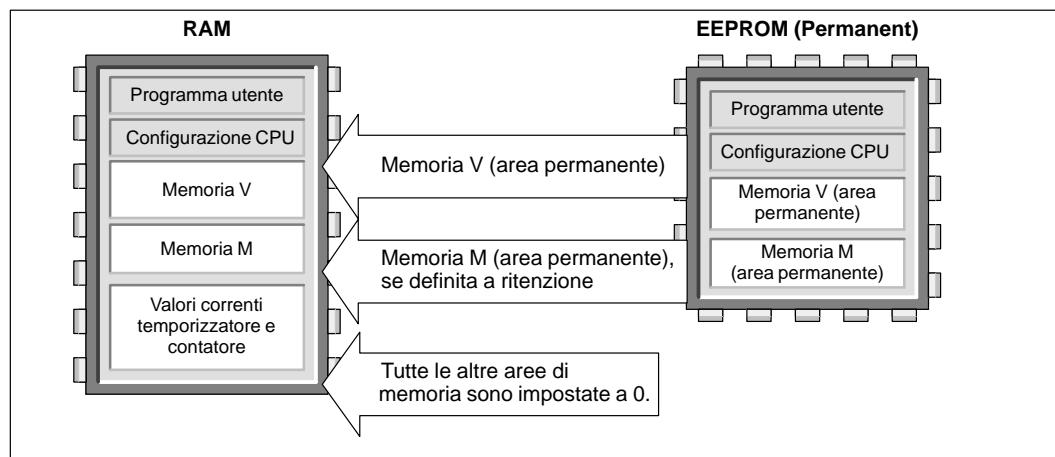 RAM
EEPROM (Permanent)
Programma utente
Configurazione CPU
Memoria V
Memoria M
Valori correnti
temporizzatore e
contatore
Memoria V (area permanente)
Memoria M (area permanente),
se definita a ritenzione
Tutte le altre aree di
memoria sono impostate a 0.
Programma utente
Configurazione CPU
Memoria V (area
permanente)
Memoria M
(area permanente)